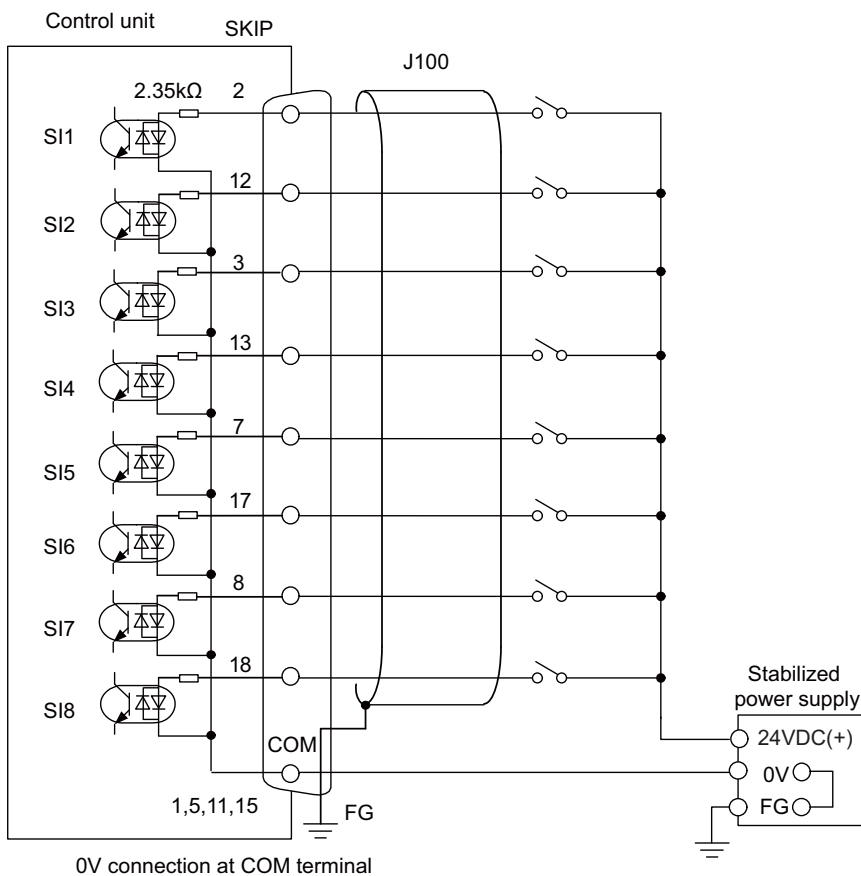 Control unit
SKIP
J100
2.35kΩ
2
SI1
12
SI2
3
SI3
13
SI4
7
SI5
17
SI6
8
SI7
18
SI8
Stabilized
power supply
COM
24VDC(+)
0V
1,5,11,15
FG
FG
0V connection at COM terminal